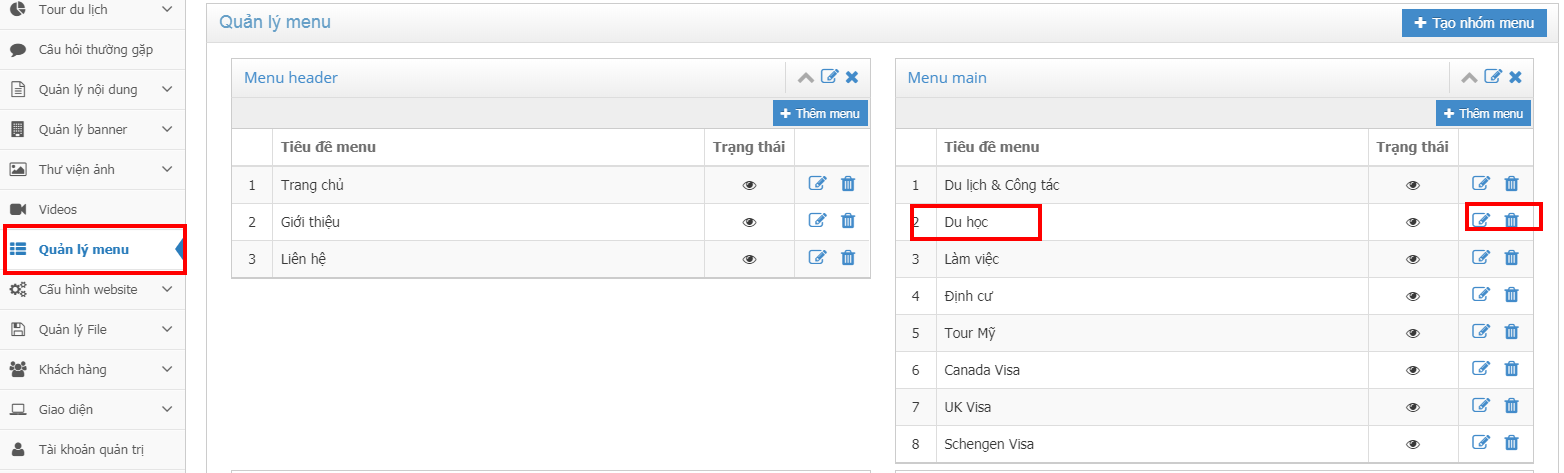 Tour du lịch
Câu hỏi thường gặp
Quản lý nội dung
Quản lý banner
Thư viện ảnh
Videos
Quản lý menu
Cấu hình website
Quản lý File
Khách hàng
Giao diện
Tài khoản quản trị
Quản lý menu
Tạo nhóm menu
Menu header
Thêm menu
Tiêu đề menu Trạng thái
1 Trang chủ
2 Giới thiệu
3 Liên hệ
Menu main
Thêm menu
Tiêu đề menu Trạng thái
1 Du lịch & Công tác
2 Du học
3 Làm việc
4 Định cư
5 Tour Mỹ
6 Canada Visa
7 UK Visa
8 Schengen Visa